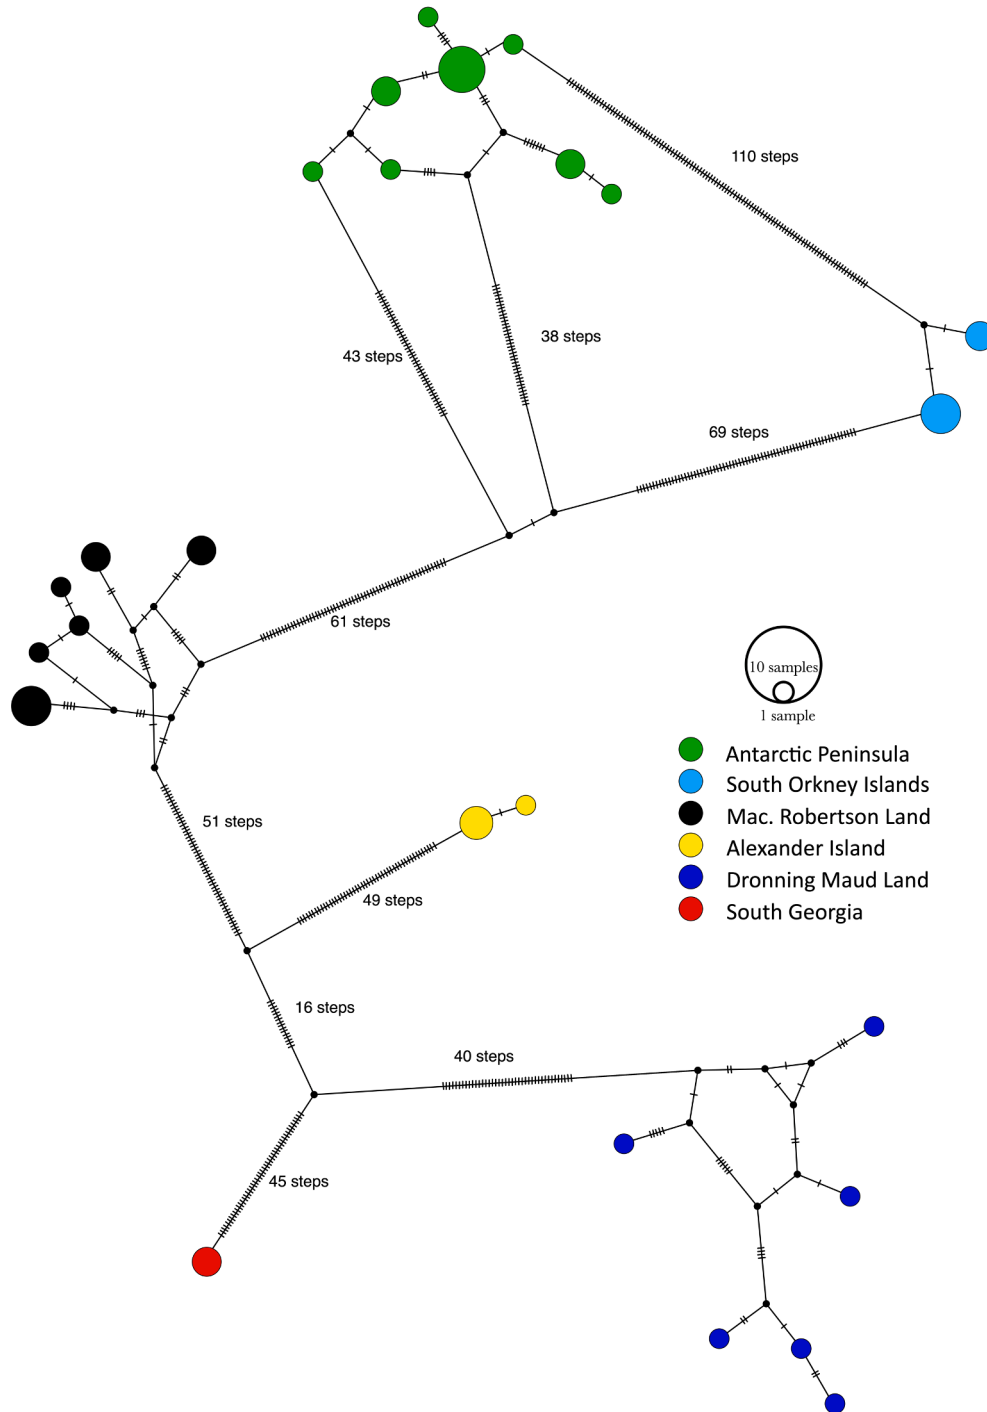 110 steps
38 steps
43 steps
69 steps
61 steps
10 samples
1 sample
Antarctic Peninsula
South Orkney Islands
Mac. Robertson Land
Alexander Island
Dronning Maud Land
South Georgia
51 steps
49 steps
16 steps
40 steps
45 steps